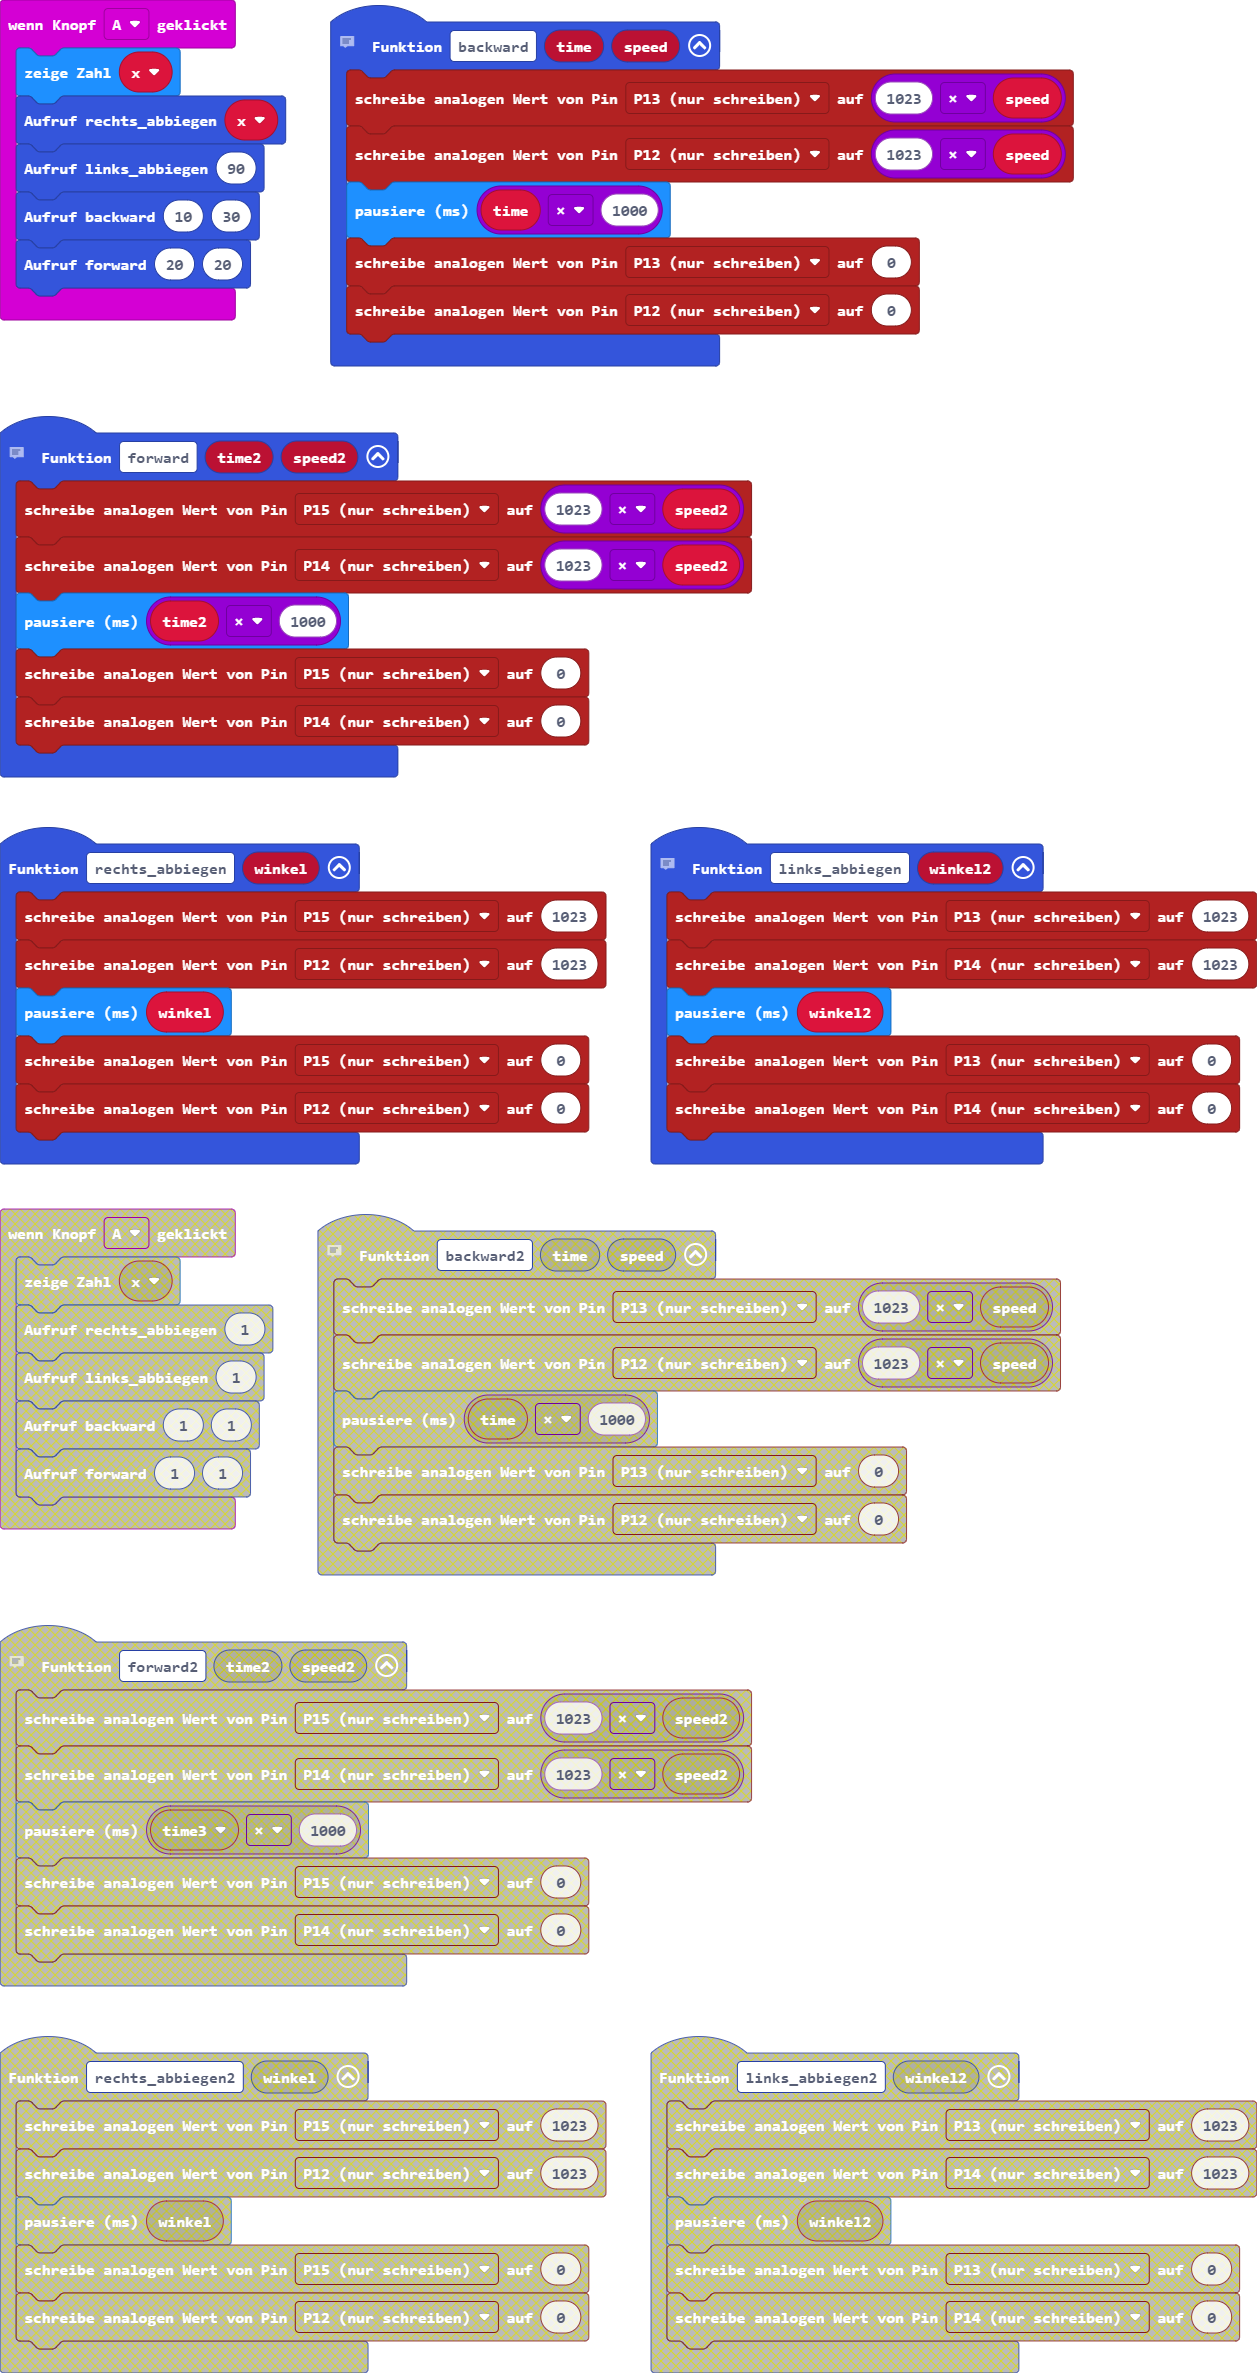 wenn Knopf A geklickt
zeige Zahl x
Aufruf rechts_abbiegen x
Aufruf links_abbiegen 90
Aufruf backward 10 30
Aufruf forward 20 20
Funktion backward time speed
schreibe analogen Wert von Pin P13 (nur schreiben) auf 1023 × speed
schreibe analogen Wert von Pin P12 (nur schreiben) auf 1023 × speed
pausiere (ms) time × 1000
schreibe analogen Wert von Pin P13 (nur schreiben) auf 0
schreibe analogen Wert von Pin P12 (nur schreiben) auf 0
Funktion forward time2 speed2
schreibe analogen Wert von Pin P15 (nur schreiben) auf 1023 × speed2
schreibe analogen Wert von Pin P14 (nur schreiben) auf 1023 × speed2
pausiere (ms) time2 × 1000
schreibe analogen Wert von Pin P15 (nur schreiben) auf 0
schreibe analogen Wert von Pin P14 (nur schreiben) auf 0
Funktion rechts_abbiegen winkel
schreibe analogen Wert von Pin P15 (nur schreiben) auf 1023
schreibe analogen Wert von Pin P12 (nur schreiben) auf 1023
pausiere (ms) winkel
schreibe analogen Wert von Pin P15 (nur schreiben) auf 0
schreibe analogen Wert von Pin P12 (nur schreiben) auf 0
Funktion links_abbiegen winkel2
schreibe analogen Wert von Pin P13 (nur schreiben) auf 1023
schreibe analogen Wert von Pin P14 (nur schreiben) auf 1023
pausiere (ms) winkel2
schreibe analogen Wert von Pin P13 (nur schreiben) auf 0
schreibe analogen Wert von Pin P14 (nur schreiben) auf 0
wenn Knopf A geklickt
zeige Zahl x
Aufruf rechts_abbiegen 1
Aufruf links_abbiegen 1
Aufruf backward 1 1
Aufruf forward 1 1
Funktion backward2 time speed
schreibe analogen Wert von Pin P13 (nur schreiben) auf 1023 × speed
schreibe analogen Wert von Pin P12 (nur schreiben) auf 1023 × speed
pausiere (ms) time × 1000
schreibe analogen Wert von Pin P13 (nur schreiben) auf 0
schreibe analogen Wert von Pin P12 (nur schreiben) auf 0
Funktion forward2 time2 speed2
schreibe analogen Wert von Pin P15 (nur schreiben) auf 1023 × speed2
schreibe analogen Wert von Pin P14 (nur schreiben) auf 1023 × speed2
pausiere (ms) time3 × 1000
schreibe analogen Wert von Pin P15 (nur schreiben) auf 0
schreibe analogen Wert von Pin P14 (nur schreiben) auf 0
Funktion rechts_abbiegen2 winkel
schreibe analogen Wert von Pin P15 (nur schreiben) auf 1023
schreibe analogen Wert von Pin P12 (nur schreiben) auf 1023
pausiere (ms) winkel
schreibe analogen Wert von Pin P15 (nur schreiben) auf 0
schreibe analogen Wert von Pin P12 (nur schreiben) auf 0
Funktion links_abbiegen2 winkel2
schreibe analogen Wert von Pin P13 (nur schreiben) auf 1023
schreibe analogen Wert von Pin P14 (nur schreiben) auf 1023
pausiere (ms) winkel2
schreibe analogen Wert von Pin P13 (nur schreiben) auf 0
schreibe analogen Wert von Pin P14 (nur schreiben) auf 0